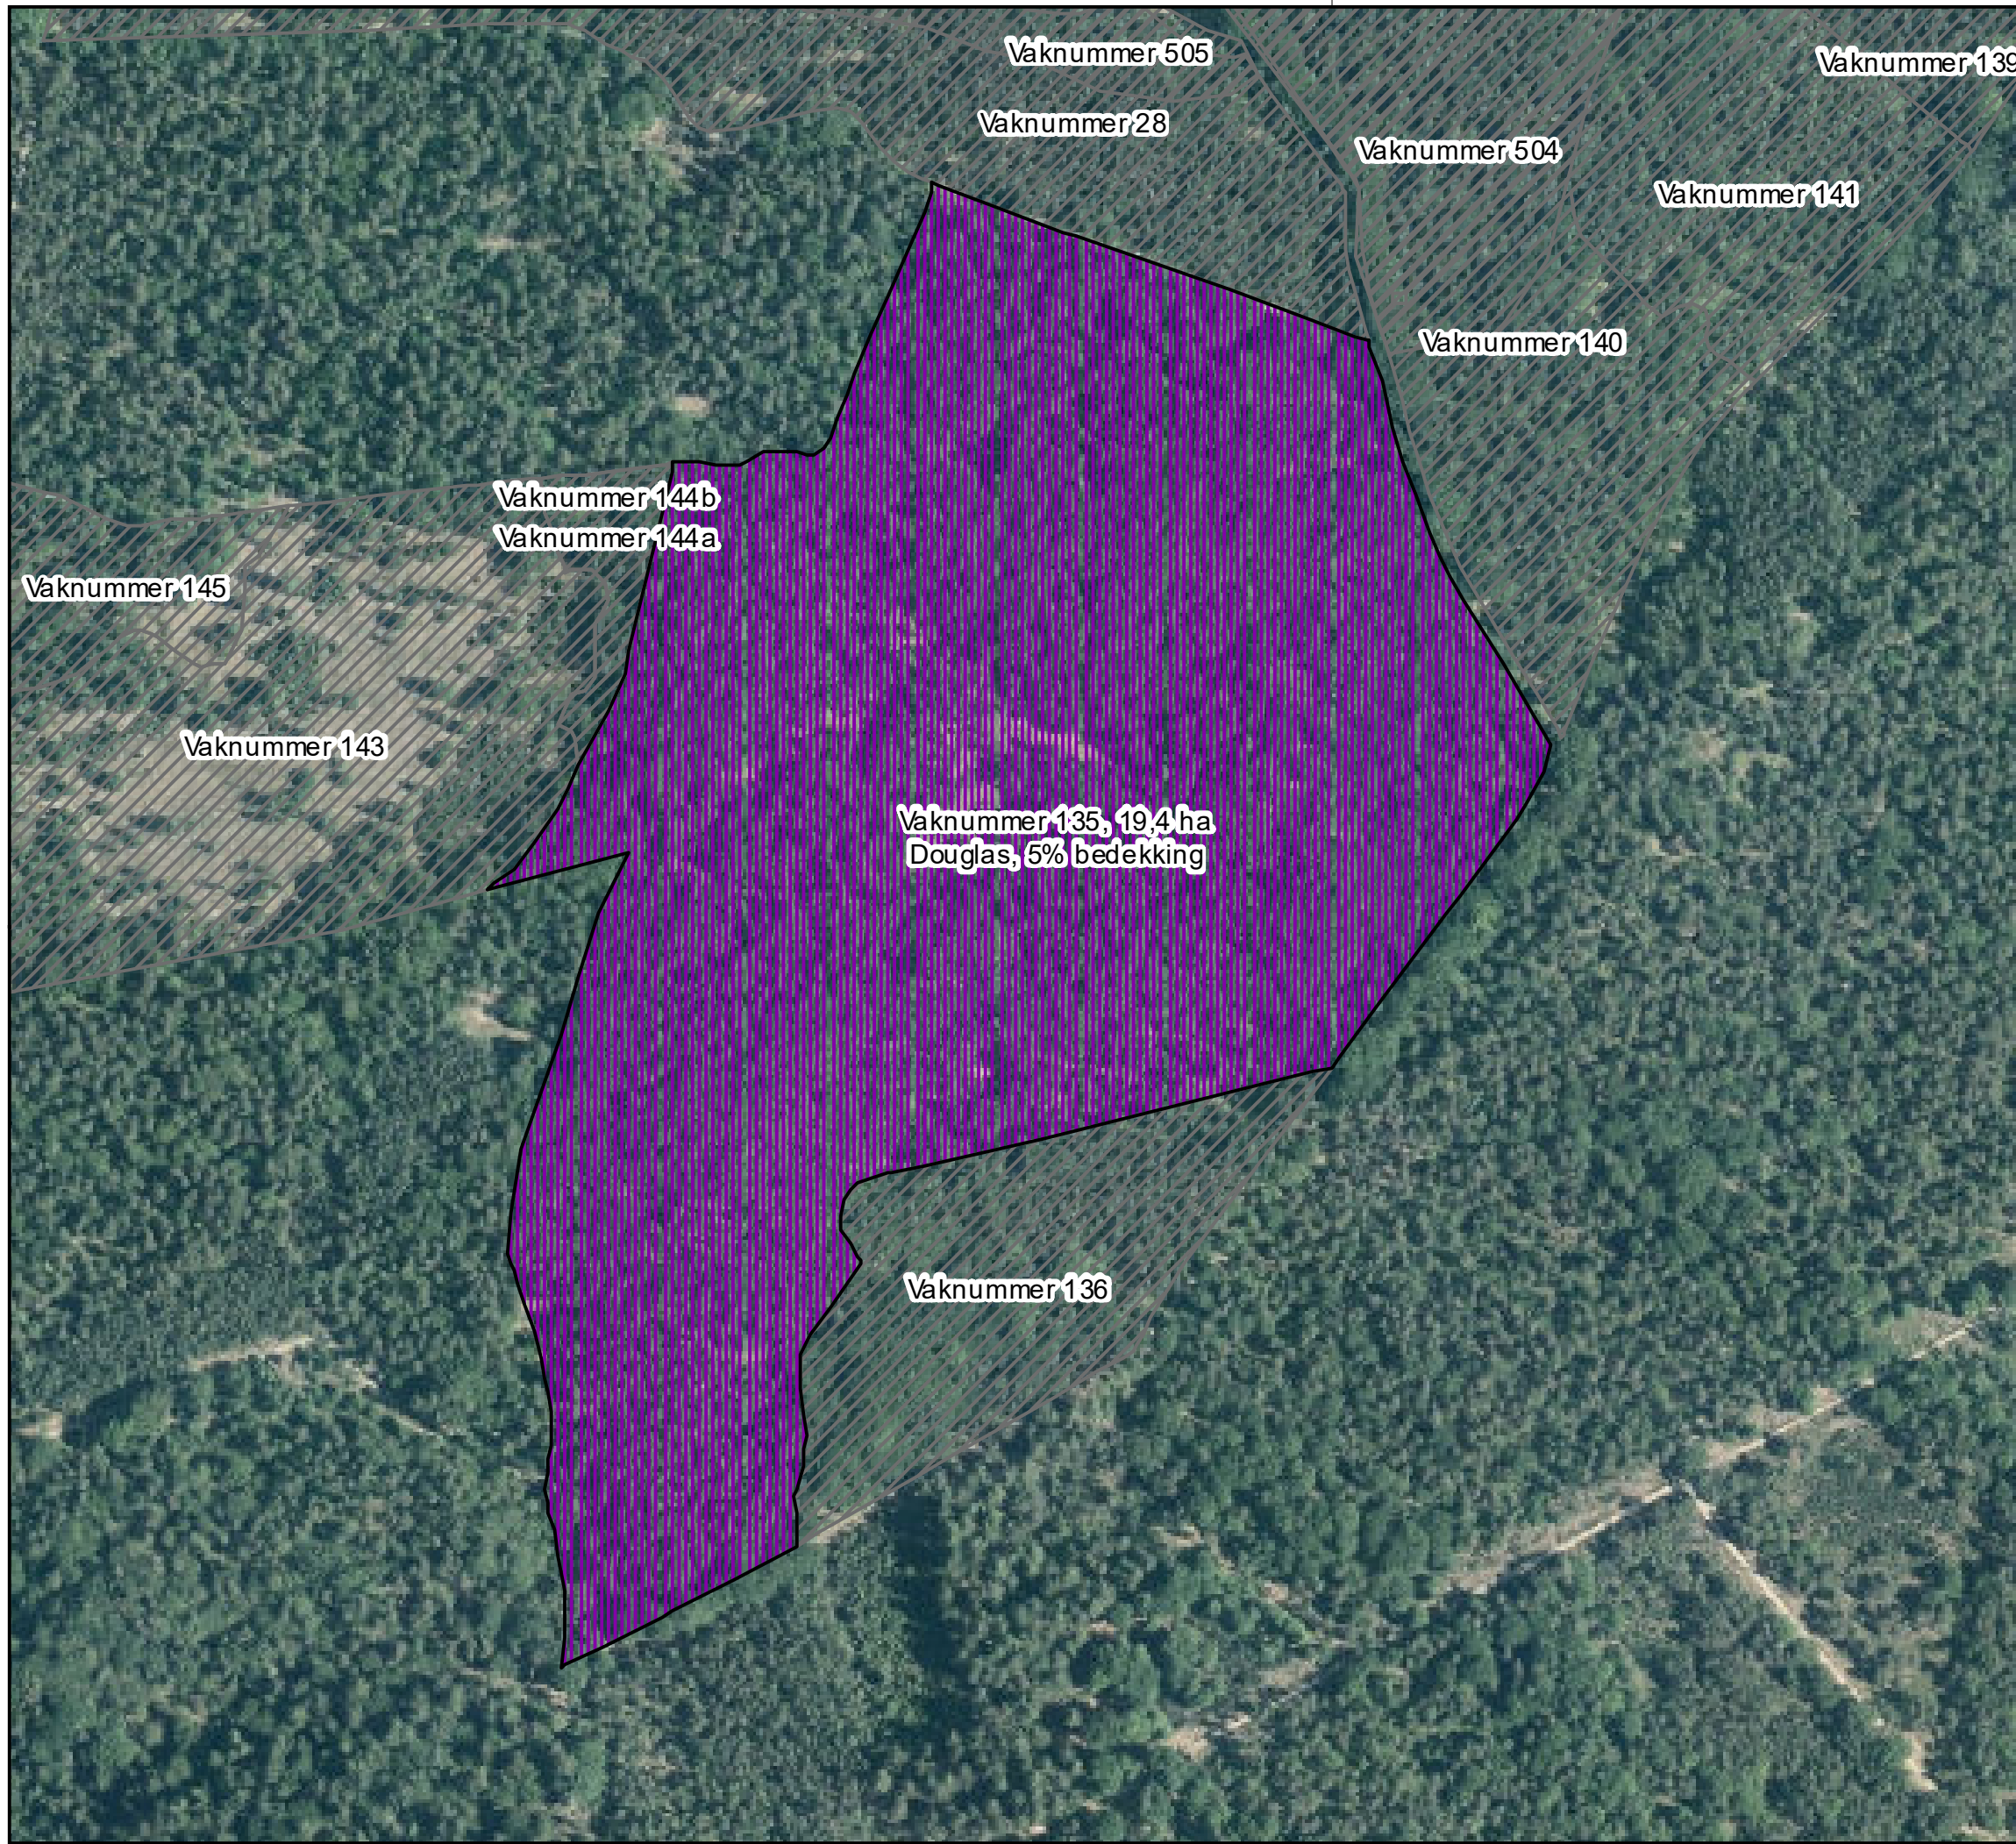 Vaknummer 505
Vaknummer 139
Vaknummer 28
Vaknummer 504
Vaknummer 141
Vaknummer 140
Vaknummer 144b
Vaknummer 144a
Vaknummer 145
Vaknummer 143
Vaknummer 135, 19,4 ha
Douglas, 5% bedekking
Vaknummer 136